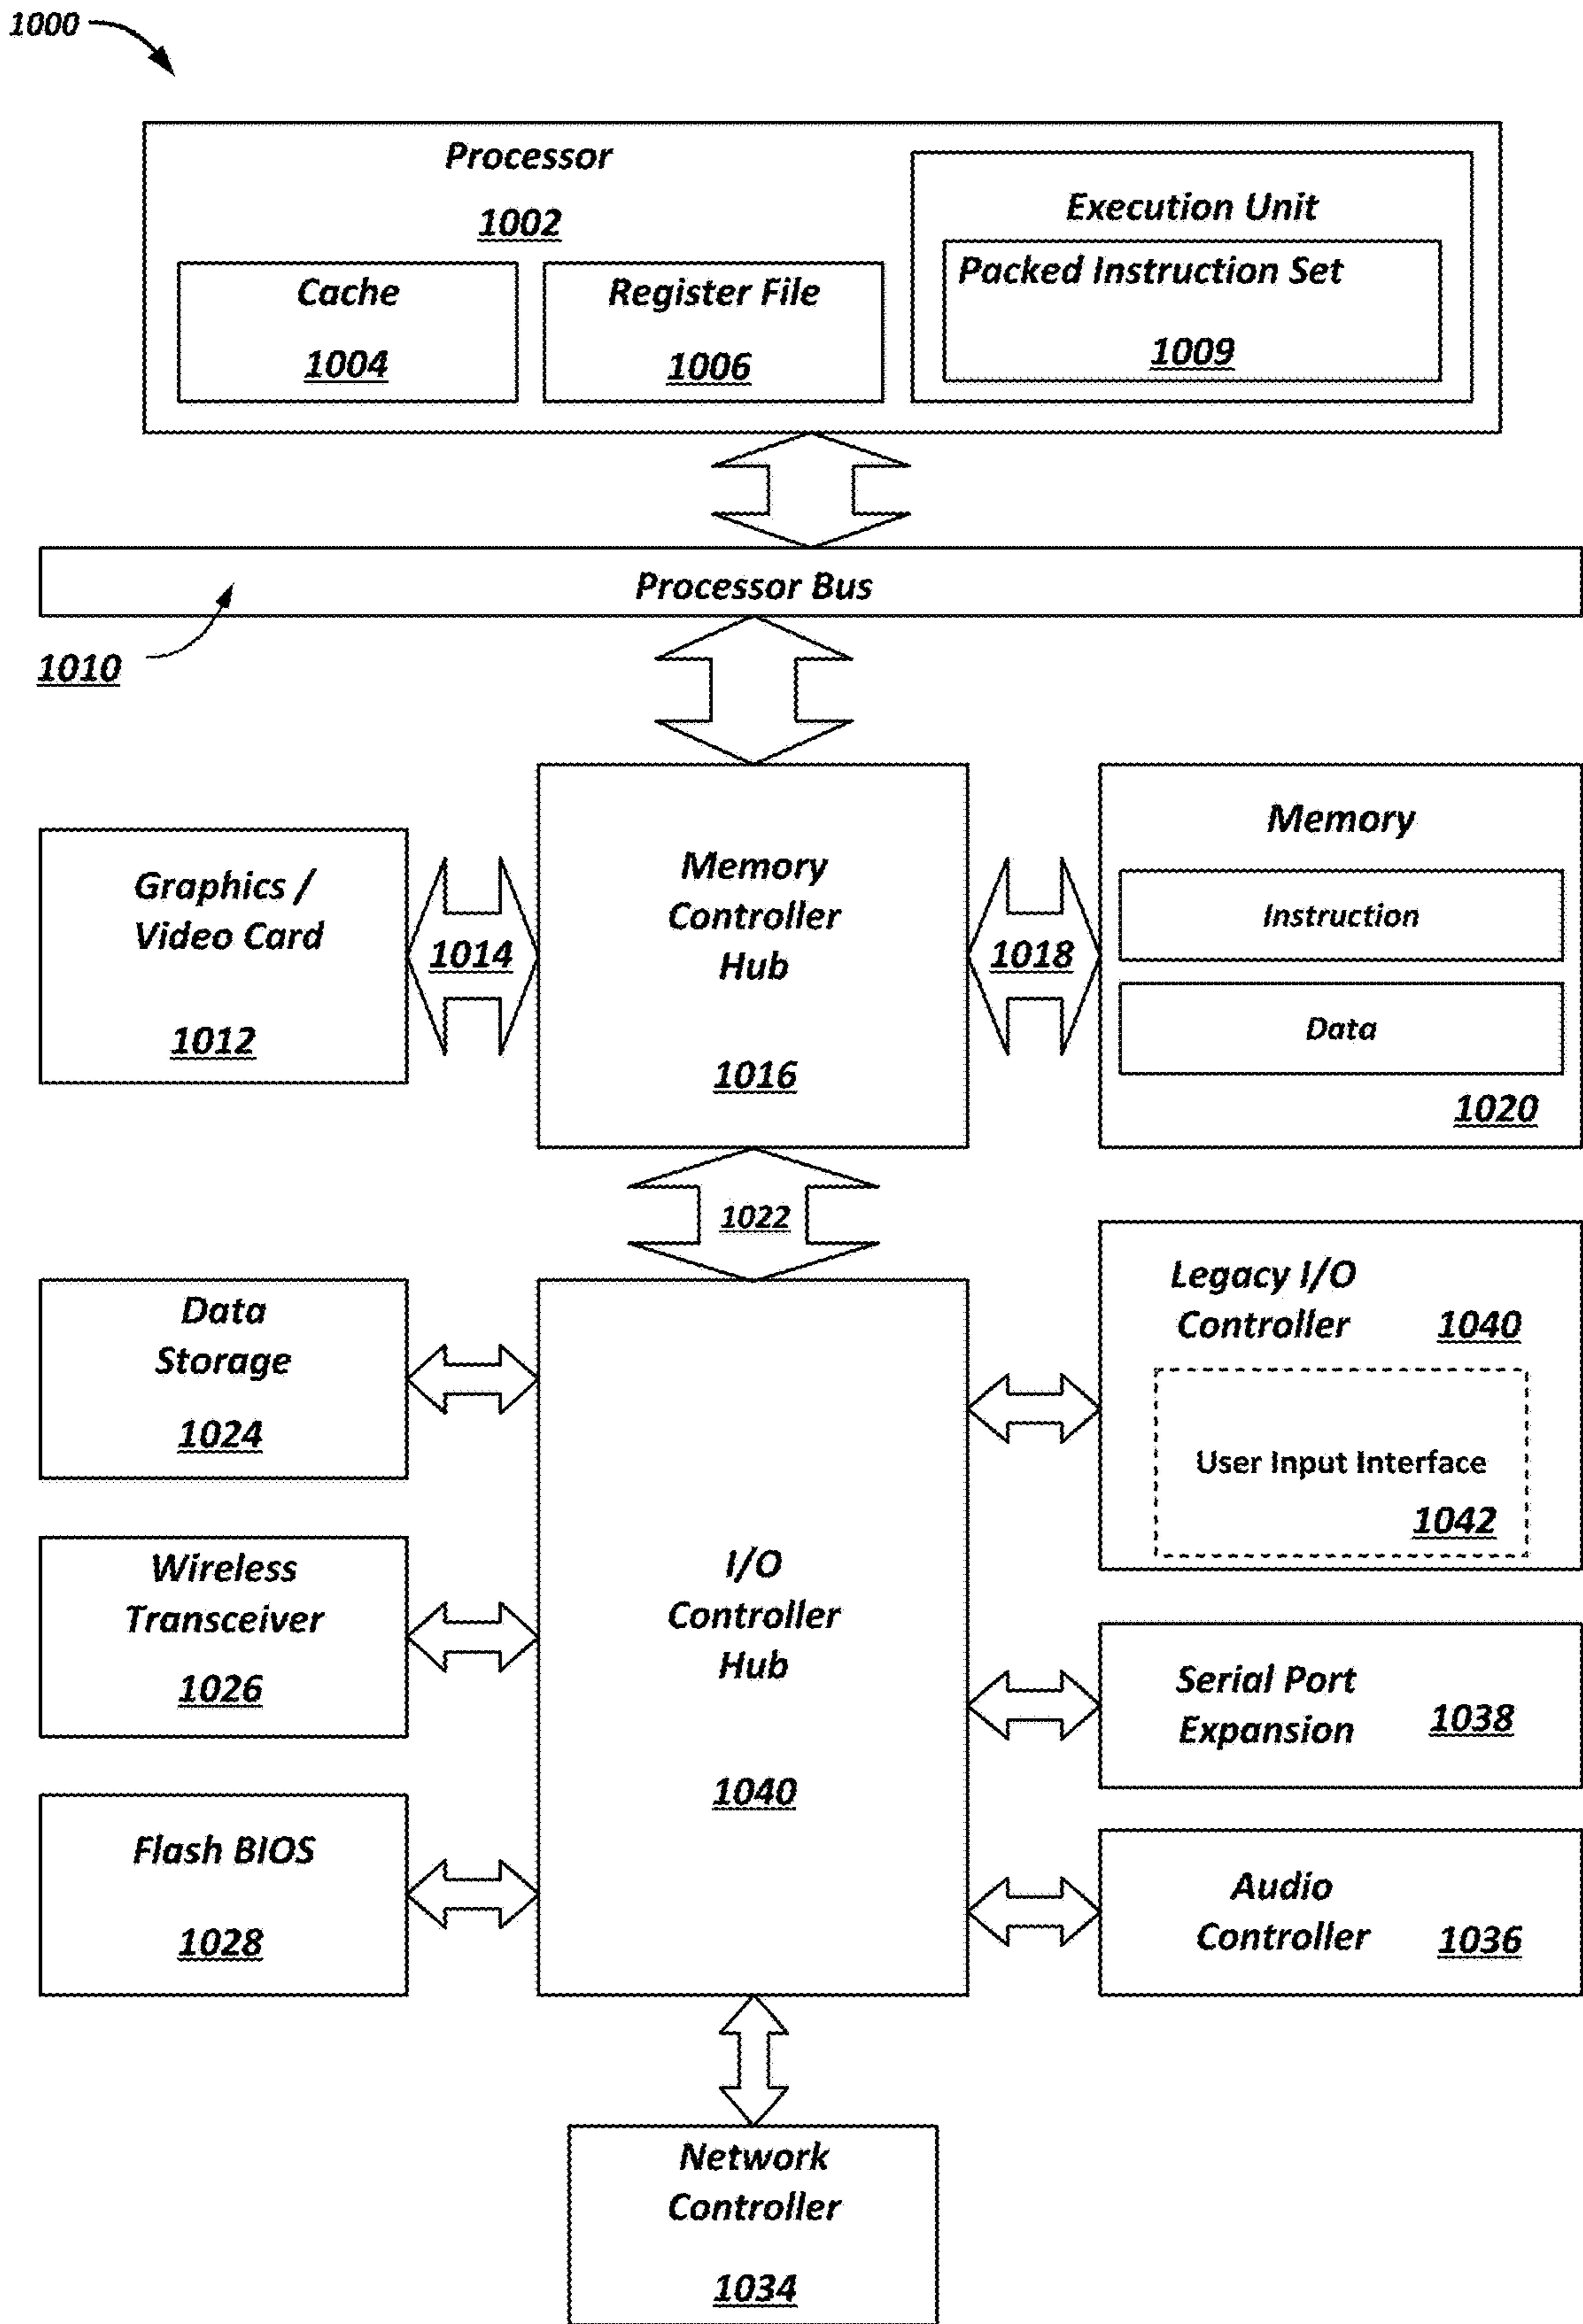 1000
Processor
1002
Execution Unit
Cache
1004
Register File
1006
Packed Instruction Set
1009
Processor Bus
1010
Graphics /
Video Card
1012
1014
Memory
Controller
Hub
1016
1018
Memory
Instruction
Data
1020
1022
Data
Storage
1024
Legacy I/O
Controller 1040
User Input Interface
1042
Wireless
Transceiver
1026
I/O
Controller
Hub
1040
Serial Port
Expansion 1038
Flash BIOS
1028
Audio
Controller 1036
Network
Controller
1034